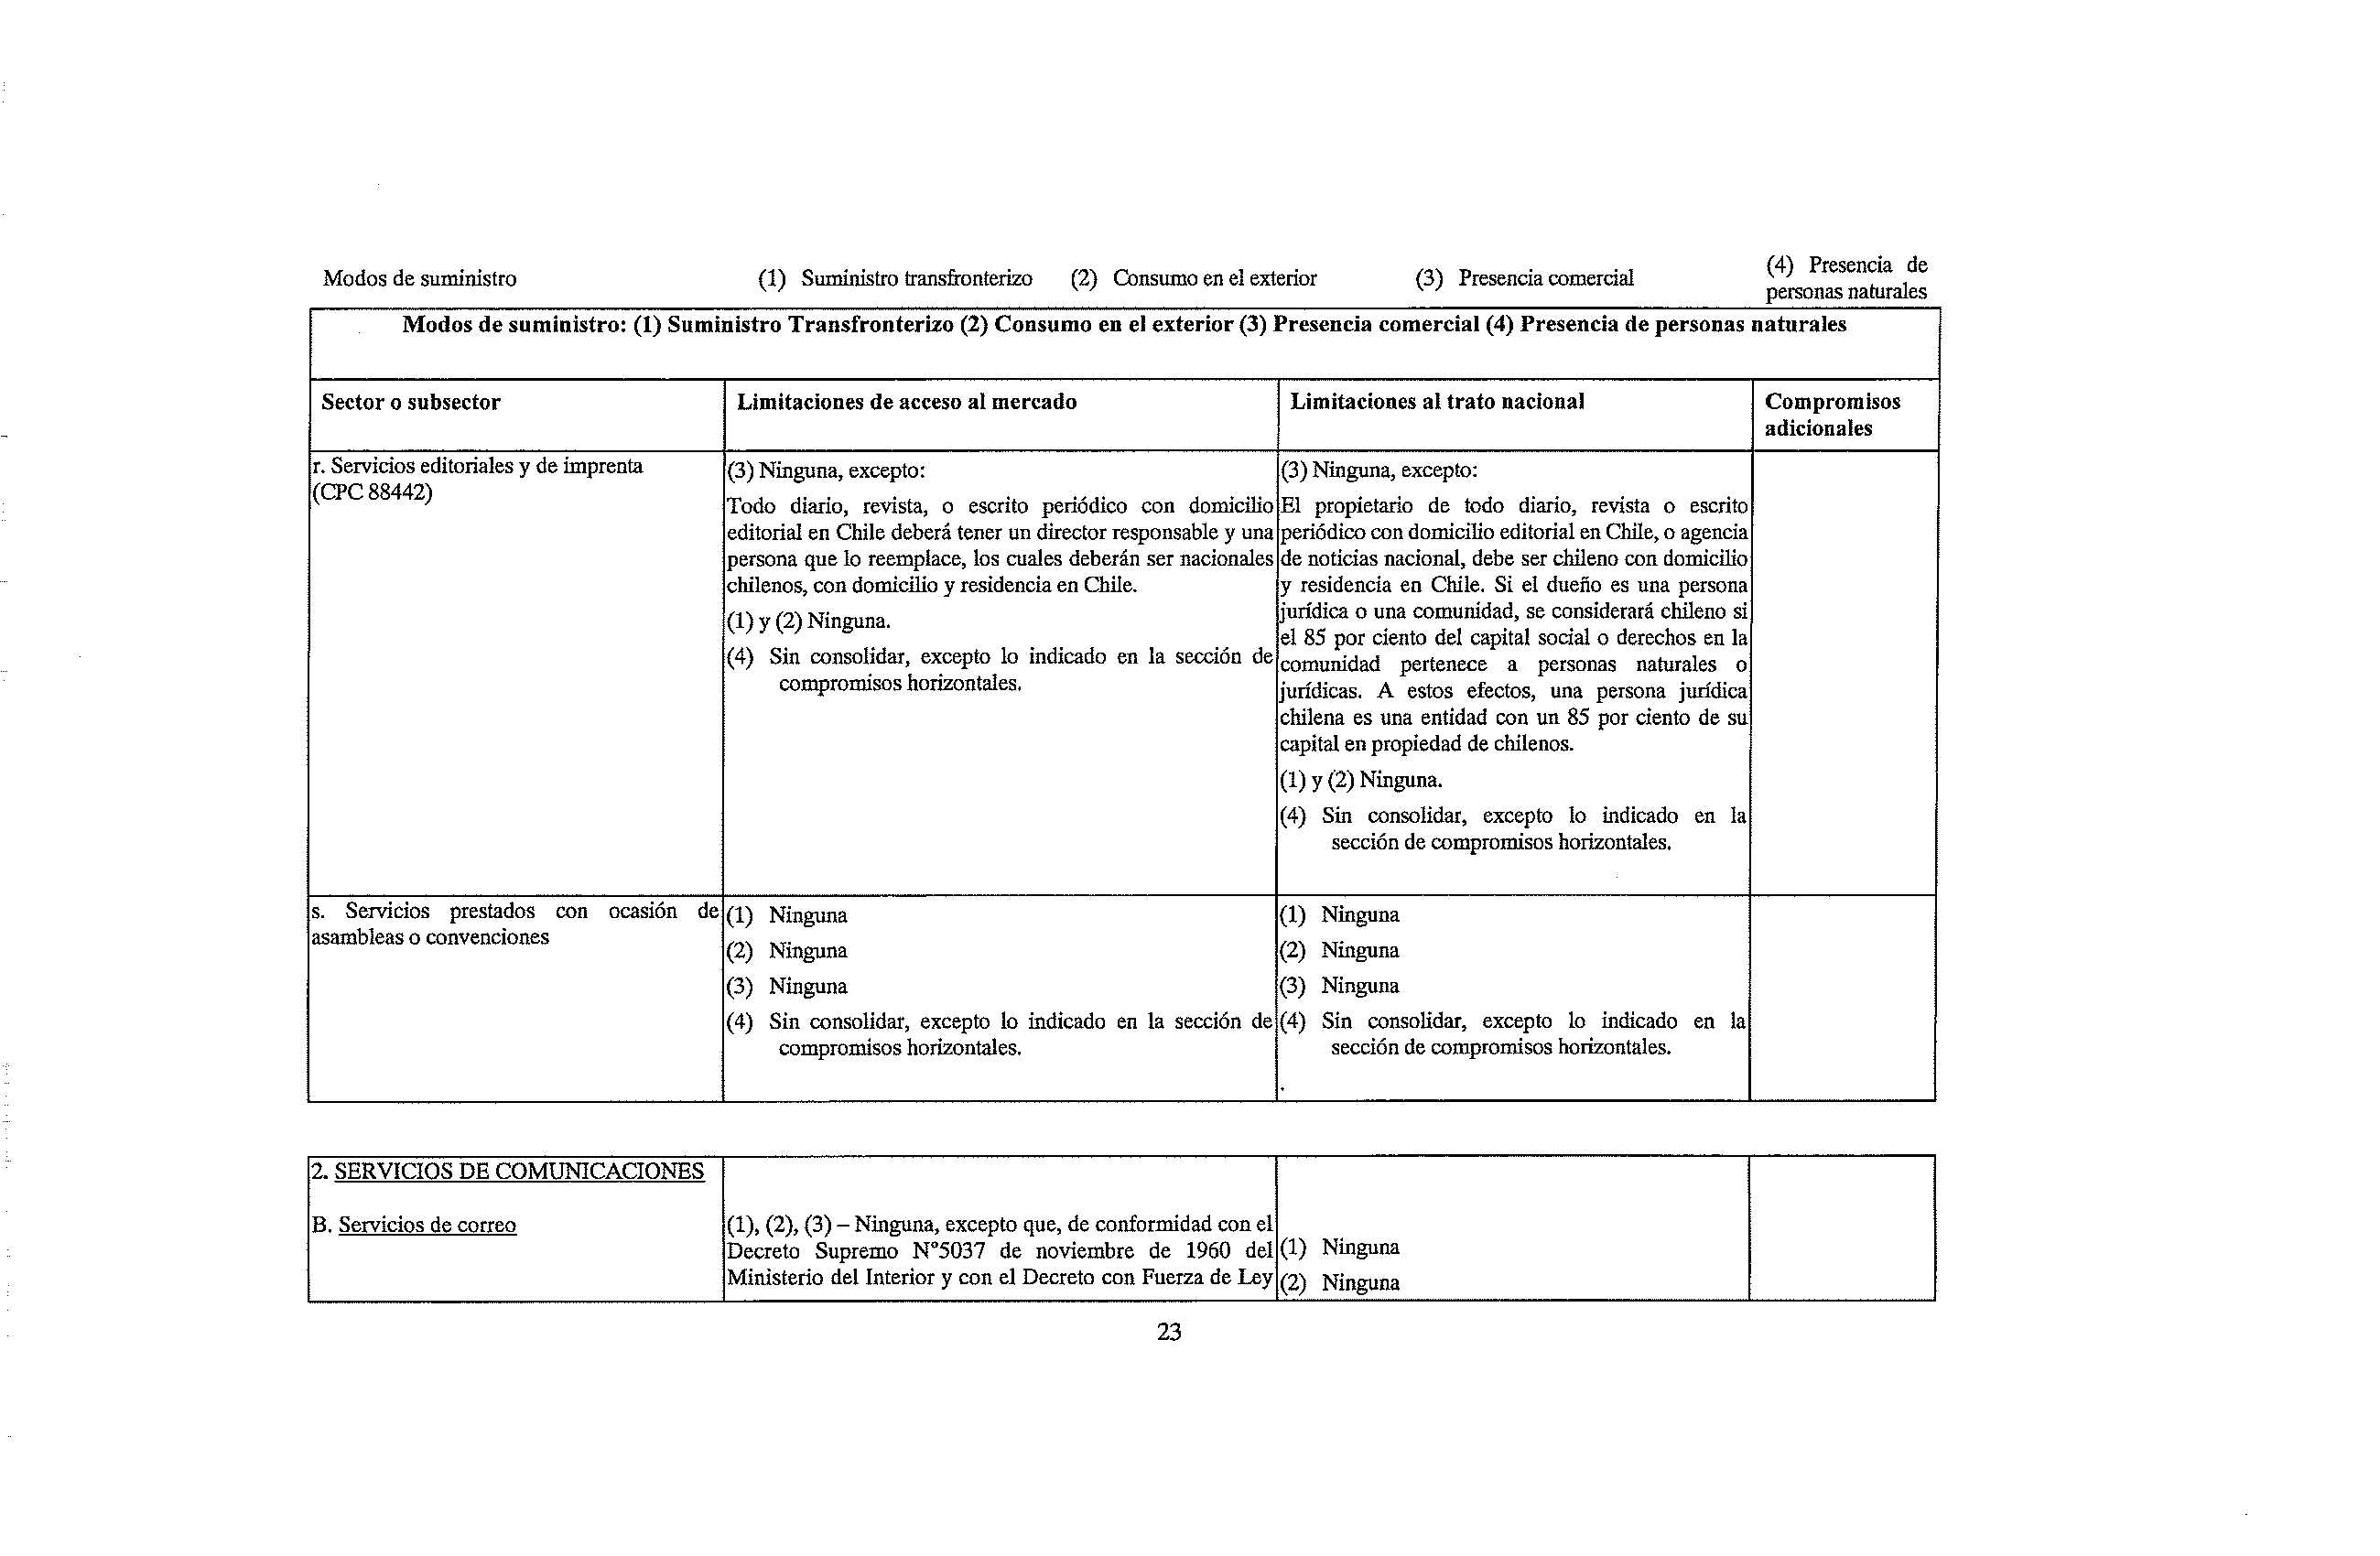 Modos de suministro (1) Suministro transfronterizo (2) Consumo en el exterior (3) Presencia comercial (4) Presencia de
personas naturales
Modos de suministro: (1) Suministro Transfronterizo (2) Consumo en el exterior (3) Presencia comercial (4) Presencia de personas naturales
Sector o subsector
Limitaciones de acceso al mercado
Limitaciones al trato nacional
Compromisos
adicionales
r. Servicios editoriales y de imprenta
(CPC 88442)
(3) Ninguna, excepto:
Todo diario, revista, o escrito periódico con domicilio
editorial en Chile deberá tener un director responsable y una
persona que lo reemplace, los cuales deberán ser nacionales
chilenos, con domicilio y residencia en Chile.
(1) y (2) Ninguna.
(4) Sin consolidar, excepto lo indicado en la sección de
compromisos horizontales.
(3) Ninguna, excepto:
El propietario de todo diario, revista o escrito
periódico con domicilio editorial en Chile, o agencia
de noticias nacional, debe ser chileno con domicilio
y residencia en Chile. Si el dueño es una persona
jurídica o una comunidad, se considerará chileno si
el 85 por ciento del capital social o derechos en la
comunidad pertenece a personas naturales o
jurídicas. A estos efectos, una persona jurídica
chilena es una entidad con un 85 por ciento de su
capital en propiedad de chilenos.
(1) y (2) Ninguna.
(4) Sin consolidar, excepto lo indicado en la
sección de compromisos horizontales.
s. Servicios prestados con ocasión de
asambleas o convenciones
(1) Ninguna
(2) Ninguna
(3) Ninguna
(4) Sin consolidar, excepto lo indicado en la sección de
compromisos horizontales.
(1) Ninguna
(2) Ninguna
(3) Ninguna
(4) Sin consolidar, excepto lo indicado en la
sección de compromisos horizontales.
2. SERVICIOS DE COMUNICACIONES
B. Servicios de correo
(1), (2), (3) – Ninguna, excepto que, de conformidad con el
Decreto Supremo N°5037 de noviembre de 1960 del
Ministerio del Interior y con el Decreto con Fuerza de Ley
(1) Ninguna
(2) Ninguna
23